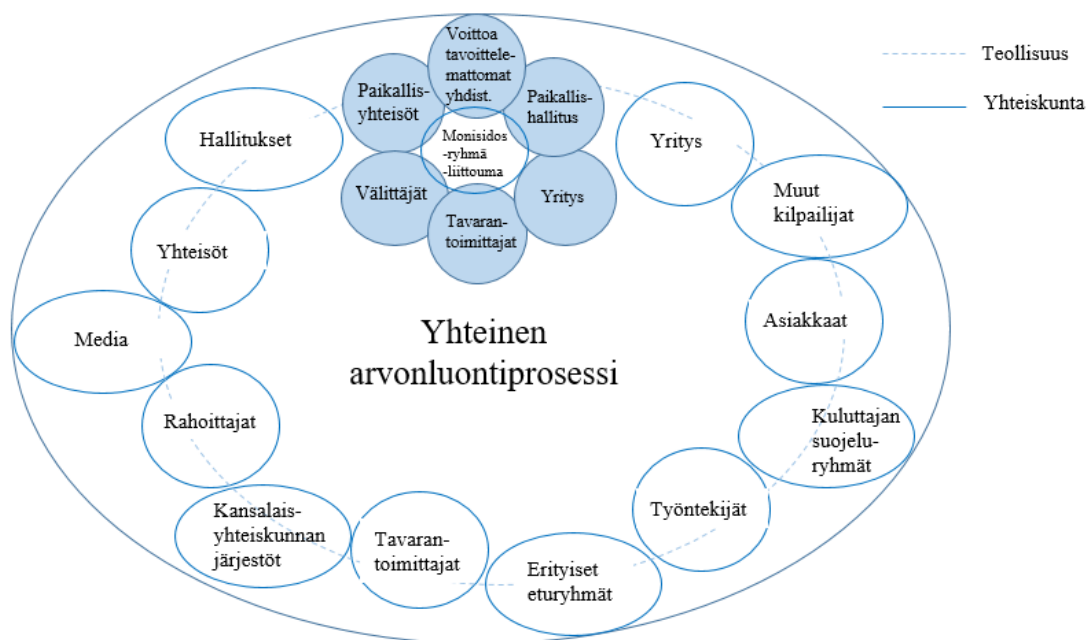 Voittoa
tavoittele-
mattomat
yhdist.
Paikallis-
yhteisöt
Paikallis-
hallitus
Monisidos
-ryhmä
-liittouma
Välittäjät
Yritys
Tavaran-
toimittajat
Teollisuus
Yhteiskunta
Hallitukset
Yritys
Muut
kilpailijat
Yhteisöt
Asiakkaat
Media
Yhteinen
arvonluontiprosessi
Rahoittajat
Kuluttajan
suojelu-
ryhmät
Kansalais-
yhteiskunnan
järjestöt
Tavaran-
toimittajat
Erityiset
eturyhmät
Työntekijät